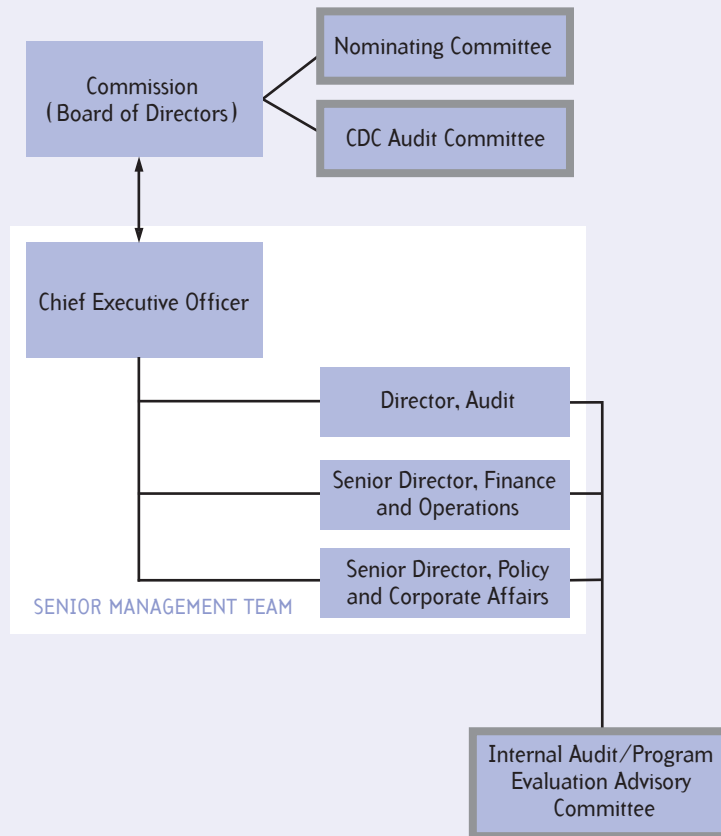 Nominating Committee
Commission
(Board of Directors)
CDC Audit Committee
Chief Executive Officer
Director, Audit
Senior Director, Finance
and Operations
Senior Director, Policy
and Corporate Affairs
SENIOR MANAGEMENT TEAM
Internal Audit/Program
Evaluation Advisory
Committee